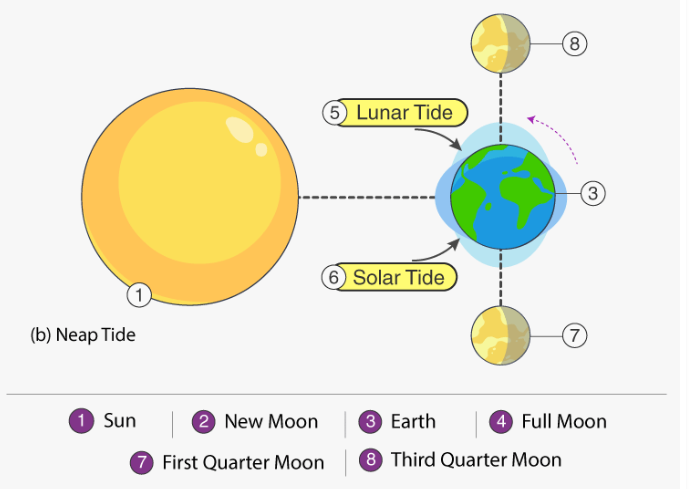 8
5 Lunar Tide
3
6 Solar Tide
1
7
(b) Neap Tide
1 Sun
2 New Moon
3 Earth
4 Full Moon
7 First Quarter Moon
8 Third Quarter Moon